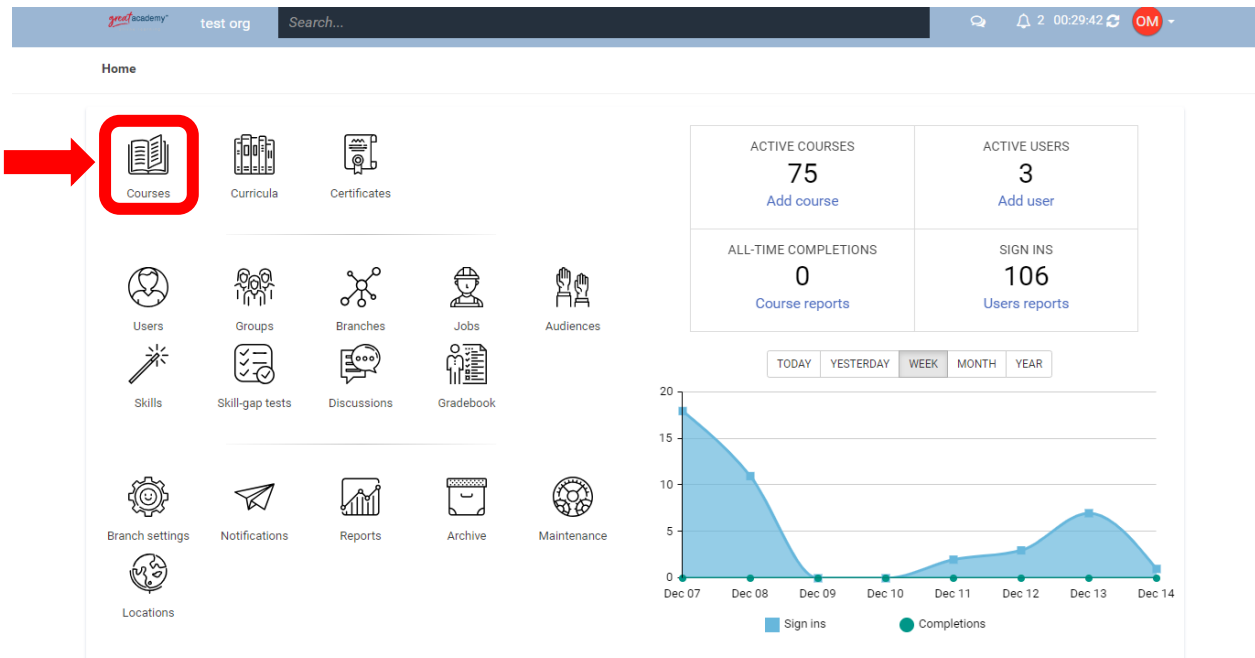 great academy
test org
Search...
2 00:29:42
OM
Home
Courses Curricula Certificates
Users Groups Branches Jobs Audiences
Skills Skill-gap tests Discussions Gradebook
Branch settings Notifications Reports Archive Maintenance
Locations
ACTIVE COURSES
75
Add course
ACTIVE USERS
3
Add user
ALL-TIME COMPLETIONS
0
Course reports
SIGN INS
106
Users reports
TODAY YESTERDAY WEEK MONTH YEAR
20
15
10
5
0
Dec 07 Dec 08 Dec 09 Dec 10 Dec 11 Dec 12 Dec 13 Dec 14
Sign ins Completions